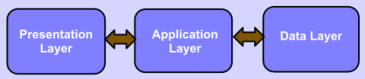 Presentation
Layer
Application
Layer
Data Layer